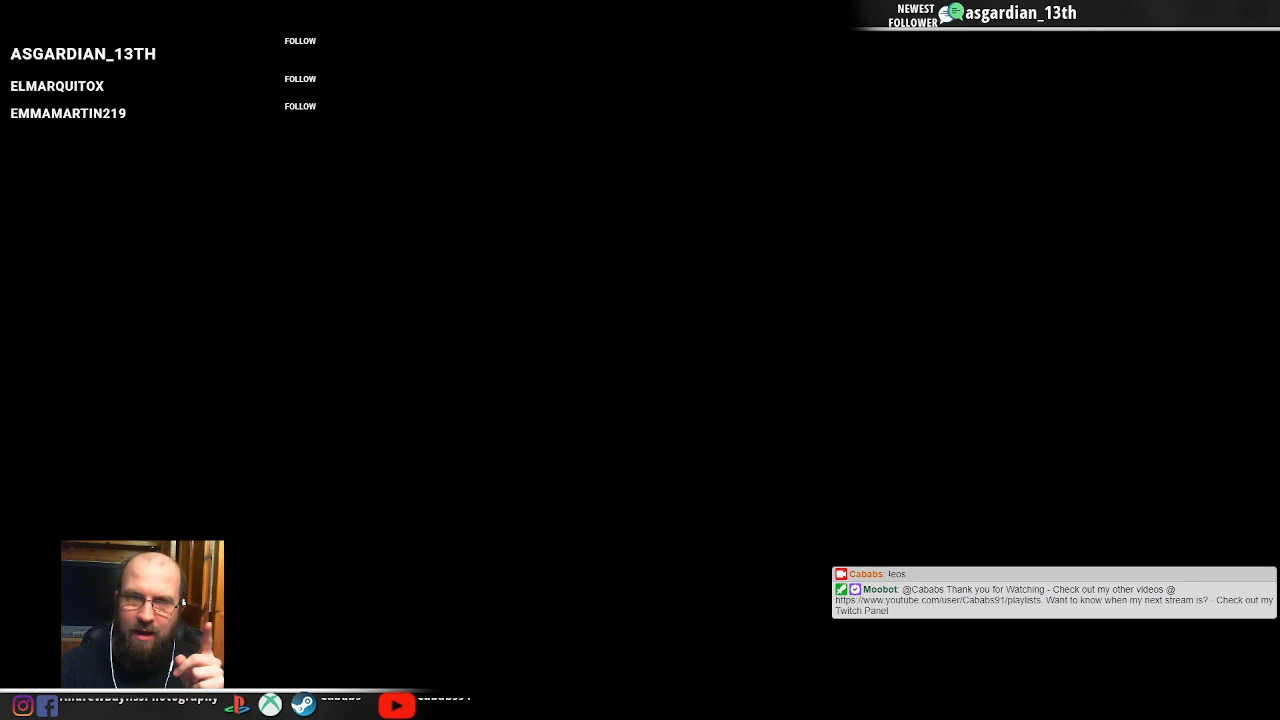 NEWEST
FOLLOWER
asgardian_13th
ASGARDIAN_13TH FOLLOW
ELMARQUITOX FOLLOW
EMMAMARTIN219 FOLLOW
Cababs: !eos
Moobot: @Cababs Thank you for Watching - Check out my other videos @
https://www.youtube.com/user/Cababs91/playlists. Want to know when my next stream is? - Check out my
Twitch Panel